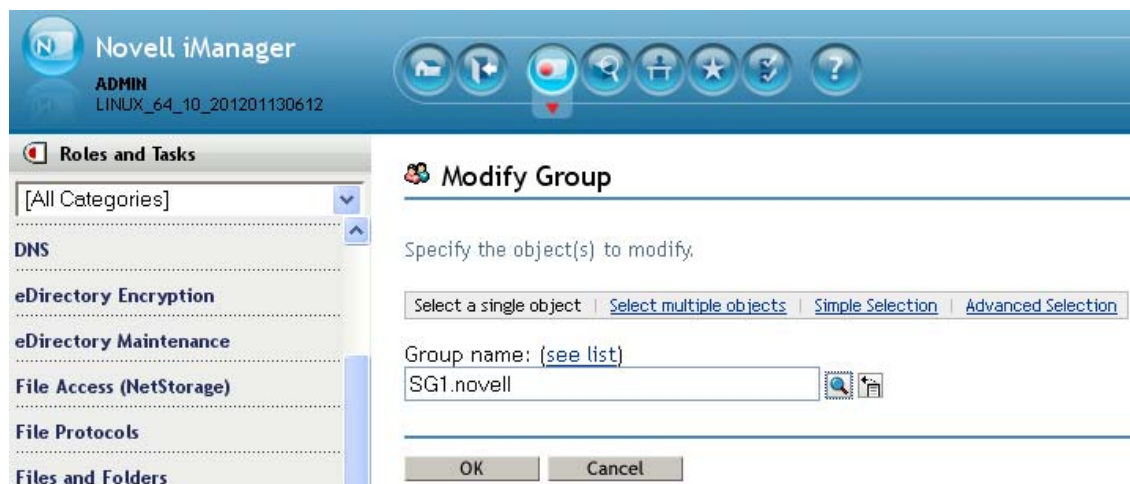 Novell iManager
ADMIN
LINUX_64_10_201201130612
Roles and Tasks
[All Categories]
DNS
eDirectory Encryption
eDirectory Maintenance
File Access (NetStorage)
File Protocols
Files and Folders
Modify Group
Specify the object(s) to modify.
Select a single object | Select multiple objects | Simple Selection | Advanced Selection
Group name: (see list)
SG1.novell
OK Cancel